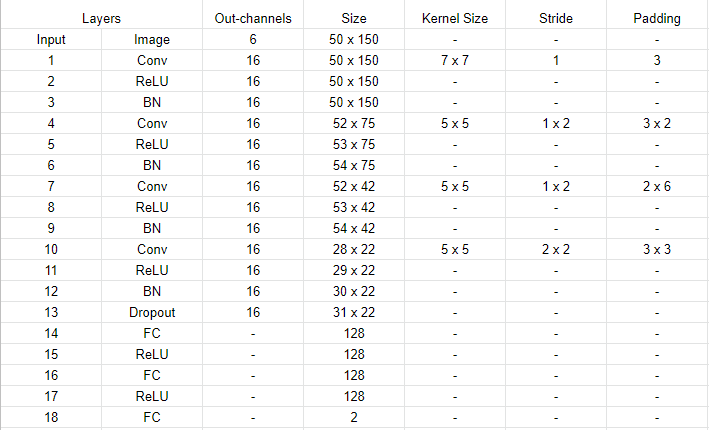 Layers Out-channels Size Kernel Size Stride Padding
Input Image 6 50 x 150 - - -
1 Conv 16 50 x 150 7 x 7 1 3
2 ReLU 16 50 x 150 - - -
3 BN 16 50 x 150 - - -
4 Conv 16 52 x 75 5 x 5 1 x 2 3 x 2
5 ReLU 16 53 x 75 - - -
6 BN 16 54 x 75 - - -
7 Conv 16 52 x 42 5 x 5 1 x 2 2 x 6
8 ReLU 16 53 x 42 - - -
9 BN 16 54 x 42 - - -
10 Conv 16 28 x 22 5 x 5 2 x 2 3 x 3
11 ReLU 16 29 x 22 - - -
12 BN 16 30 x 22 - - -
13 Dropout 16 31 x 22 - - -
14 FC - 128 - - -
15 ReLU - 128 - - -
16 FC - 128 - - -
17 ReLU - 128 - - -
18 FC - 2 - - -